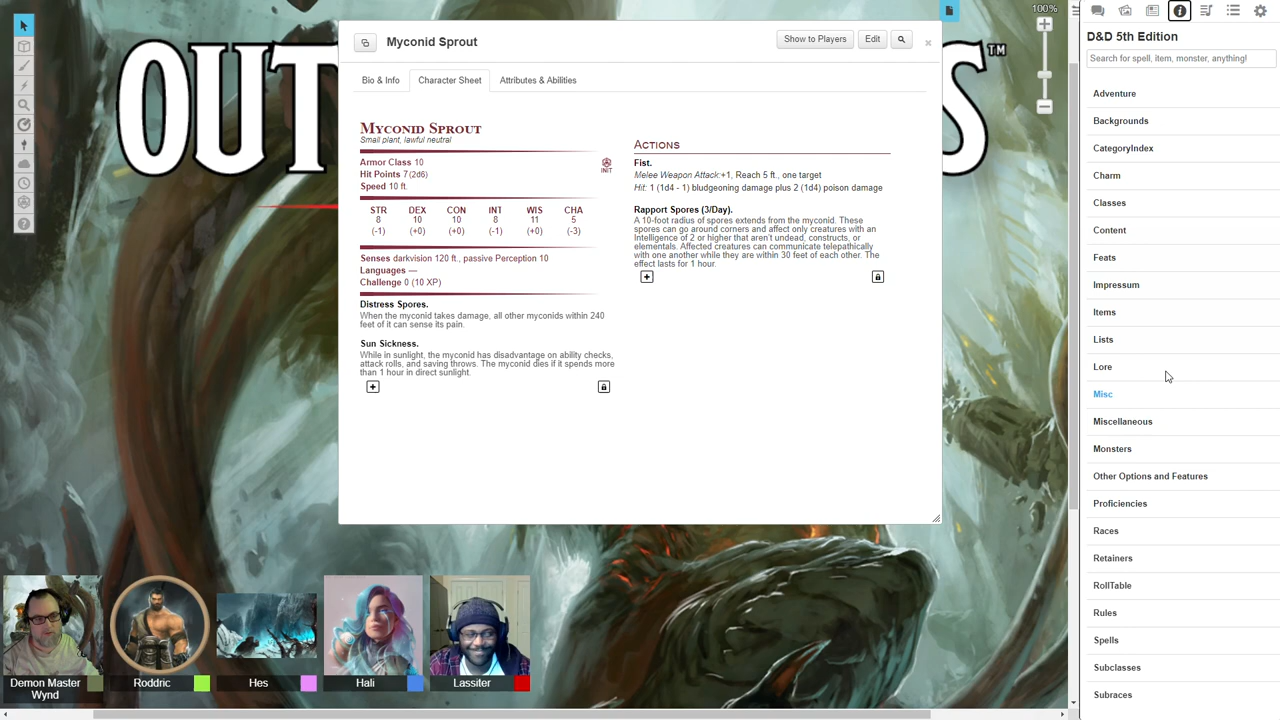 OUT
S™
Myconid Sprout
Show to Players
Edit
Bio & Info
Character Sheet
Attributes & Abilities
MYCONID SPROUT
Small plant, lawful neutral
Armor Class 10
Hit Points 7 (2d6)
Speed 10 ft.
INIT
STR DEX CON INT WIS CHA
8 10 10 8 11 5
(-1) (+0) (+0) (-1) (+0) (-3)
Senses darkvision 120 ft., passive Perception 10
Languages —
Challenge 0 (10 XP)
Distress Spores.
When the myconid takes damage, all other myconids within 240
feet of it can sense its pain.
Sun Sickness.
While in sunlight, the myconid has disadvantage on ability checks,
attack rolls, and saving throws. The myconid dies if it spends more
than 1 hour in direct sunlight.
ACTIONS
Fist.
Melee Weapon Attack:+1, Reach 5 ft., one target
Hit: 1 (1d4 - 1) bludgeoning damage plus 2 (1d4) poison damage
Rapport Spores (3/Day).
A 10-foot radius of spores extends from the myconid. These
spores can go around corners and affect only creatures with an
Intelligence of 2 or higher that aren't undead, constructs, or
elementals. Affected creatures can communicate telepathically
with one another while they are within 30 feet of each other. The
effect lasts for 1 hour.
100%
D&D 5th Edition
Search for spell, item, monster, anything!
Adventure
Backgrounds
CategoryIndex
Charm
Classes
Content
Feats
Impressum
Items
Lists
Lore
Misc
Miscellaneous
Monsters
Other Options and Features
Proficiencies
Races
Retainers
RollTable
Rules
Spells
Subclasses
Subraces
Demon Master
Wynd
Roddric
Hes
Hali
Lassiter